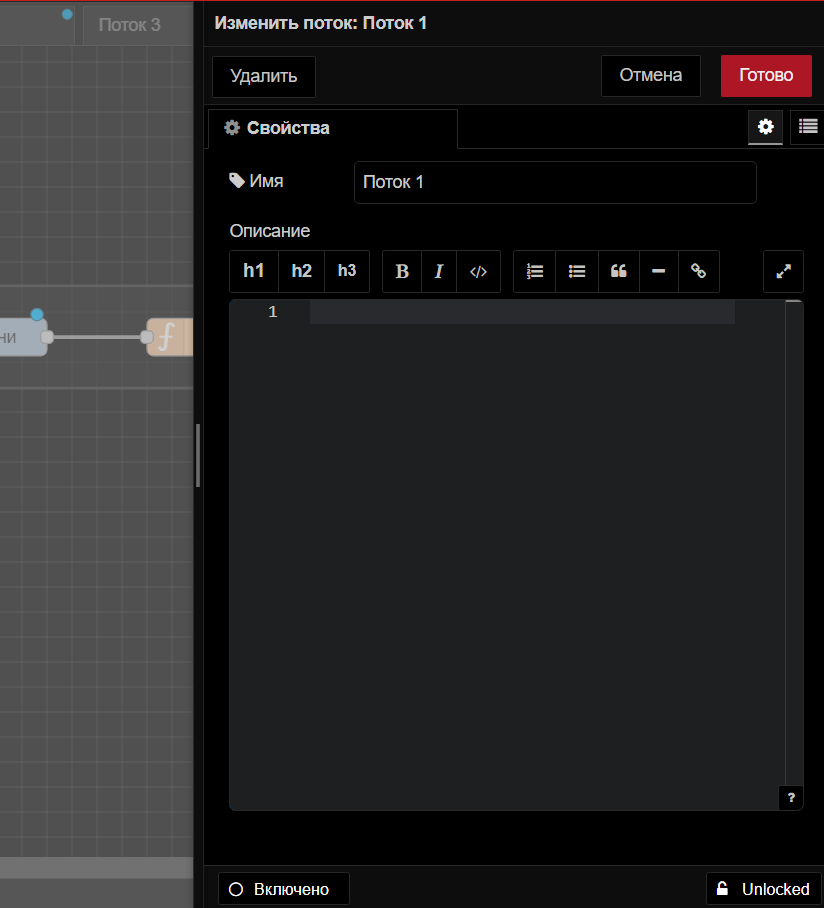 Изменить поток: Поток 1
Поток 3
Удалить
Отмена
Готово
Свойства
Имя
Поток 1
Описание
h1 h2 h3 B I </>
1
ни
?
Включено
Unlocked